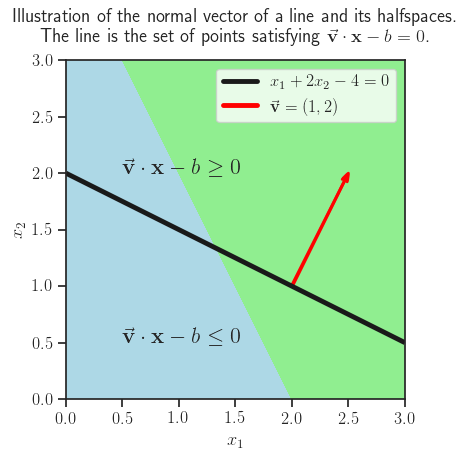 Illustration of the normal vector of a line and its halfspaces.
The line is the set of points satisfying $\vec{\mathbf{v}} \cdot \mathbf{x} - b = 0$.
3.0
$x_1 + 2x_2 - 4 = 0$
$\vec{\mathbf{v}} = (1, 2)$
2.5
2.0
$\vec{\mathbf{v}} \cdot \mathbf{x} - b \geq 0$
$x_2$
1.5
1.0
0.5
$\vec{\mathbf{v}} \cdot \mathbf{x} - b \leq 0$
0.0
0.0 0.5 1.0 1.5 2.0 2.5 3.0
$x_1$